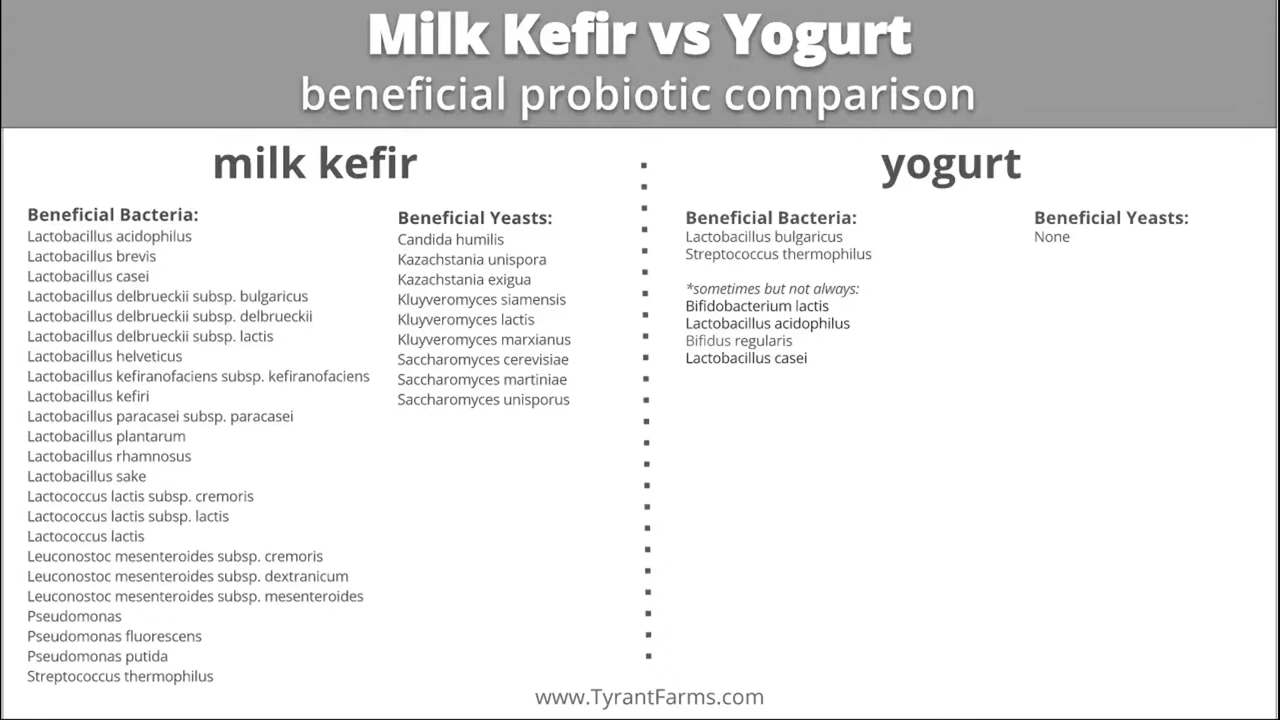 Milk Kefir vs Yogurt
beneficial probiotic comparison
milk kefir
Beneficial Bacteria:
Lactobacillus acidophilus
Lactobacillus brevis
Lactobacillus casei
Lactobacillus delbrueckii subsp. bulgaricus
Lactobacillus delbrueckii subsp. delbrueckii
Lactobacillus delbrueckii subsp. lactis
Lactobacillus helveticus
Lactobacillus kefiranofaciens subsp. kefiranofaciens
Lactobacillus kefiri
Lactobacillus paracasei subsp. paracasei
Lactobacillus plantarum
Lactobacillus rhamnosus
Lactobacillus sake
Lactococcus lactis subsp. cremoris
Lactococcus lactis subsp. lactis
Lactococcus lactis
Leuconostoc mesenteroides subsp. cremoris
Leuconostoc mesenteroides subsp. dextranicum
Leuconostoc mesenteroides subsp. mesenteroides
Pseudomonas
Pseudomonas fluorescens
Pseudomonas putida
Streptococcus thermophilus
Beneficial Yeasts:
Candida humilis
Kazachstania unispora
Kazachstania exigua
Kluyveromyces siamensis
Kluyveromyces lactis
Kluyveromyces marxianus
Saccharomyces cerevisiae
Saccharomyces martiniae
Saccharomyces unisporus
yogurt
Beneficial Bacteria:
Lactobacillus bulgaricus
Streptococcus thermophilus
*sometimes but not always:
Bifidobacterium lactis
Lactobacillus acidophilus
Bifidus regularis
Lactobacillus casei
Beneficial Yeasts:
None
www.TyrantFarms.com